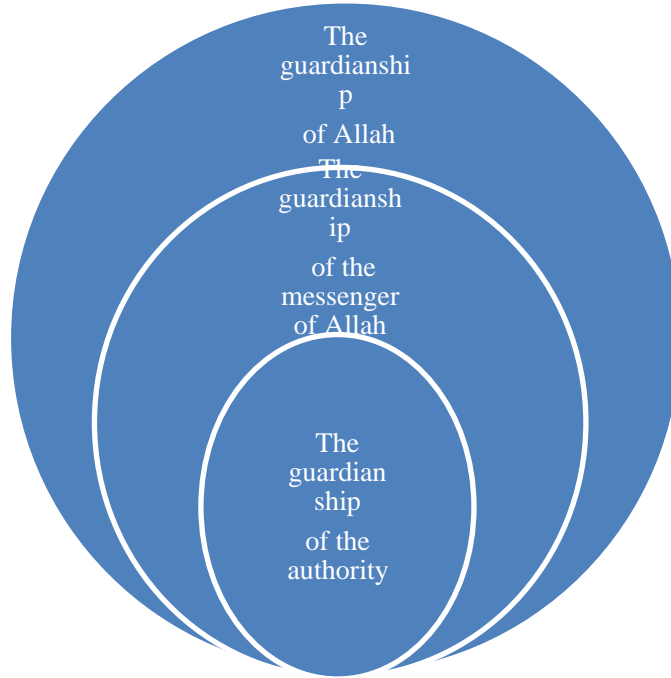 The
guardianshi
p
of Allah
The
guardiansh
ip
of the
messenger
of Allah
The
guardian
ship
of the
authority